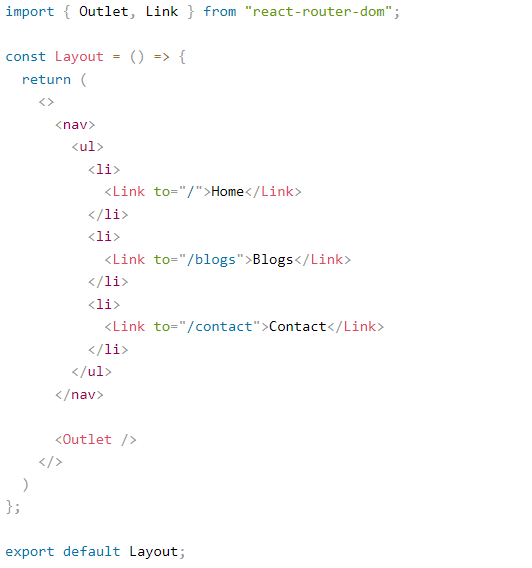 import { Outlet, Link } from "react-router-dom";

const Layout = () => {
  return (
    <>
      <nav>
        <ul>
          <li>
            <Link to="/">Home</Link>
          </li>
          <li>
            <Link to="/blogs">Blogs</Link>
          </li>
          <li>
            <Link to="/contact">Contact</Link>
          </li>
        </ul>
      </nav>

      <Outlet />
    </>
  )
};

export default Layout;